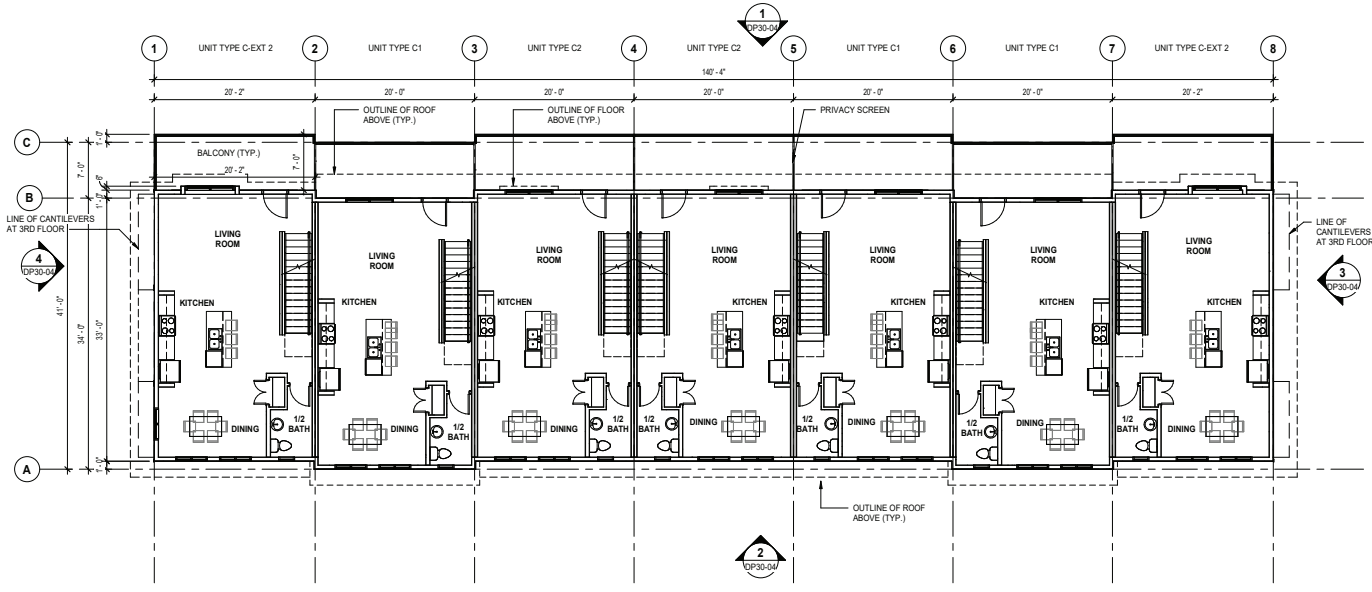 1
DP30-04
1
UNIT TYPE C-EXT 2
2
UNIT TYPE C1
3
UNIT TYPE C2
4
UNIT TYPE C2
5
UNIT TYPE C1
6
UNIT TYPE C1
7
UNIT TYPE C-EXT 2
8
140' - 4"
20' - 2"
20' - 0"
20' - 0"
20' - 0"
20' - 0"
20' - 0"
20' - 2"
OUTLINE OF ROOF
ABOVE (TYP.)
OUTLINE OF FLOOR
ABOVE (TYP.)
PRIVACY SCREEN
C
1' - 0"
BALCONY (TYP.)
7' - 0"
7' - 0"
20' - 2"
B
1' - 0"
LINE OF CANTILEVERS
AT 3RD FLOOR
4
DP30-04
LINE OF
CANTILEVERS
AT 3RD FLOOR
3
DP30-04
41' - 0"
34' - 0"
33' - 0"
LIVING
ROOM
LIVING
ROOM
LIVING
ROOM
LIVING
ROOM
LIVING
ROOM
LIVING
ROOM
LIVING
ROOM
KITCHEN
KITCHEN
KITCHEN
KITCHEN
KITCHEN
KITCHEN
KITCHEN
DINING
1/2
BATH
DINING
1/2
BATH
DINING
1/2
BATH
1/2
BATH
DINING
1/2
BATH
DINING
1/2
BATH
DINING
1/2
BATH
DINING
A
1' - 0"
OUTLINE OF ROOF
ABOVE (TYP.)
2
DP30-04